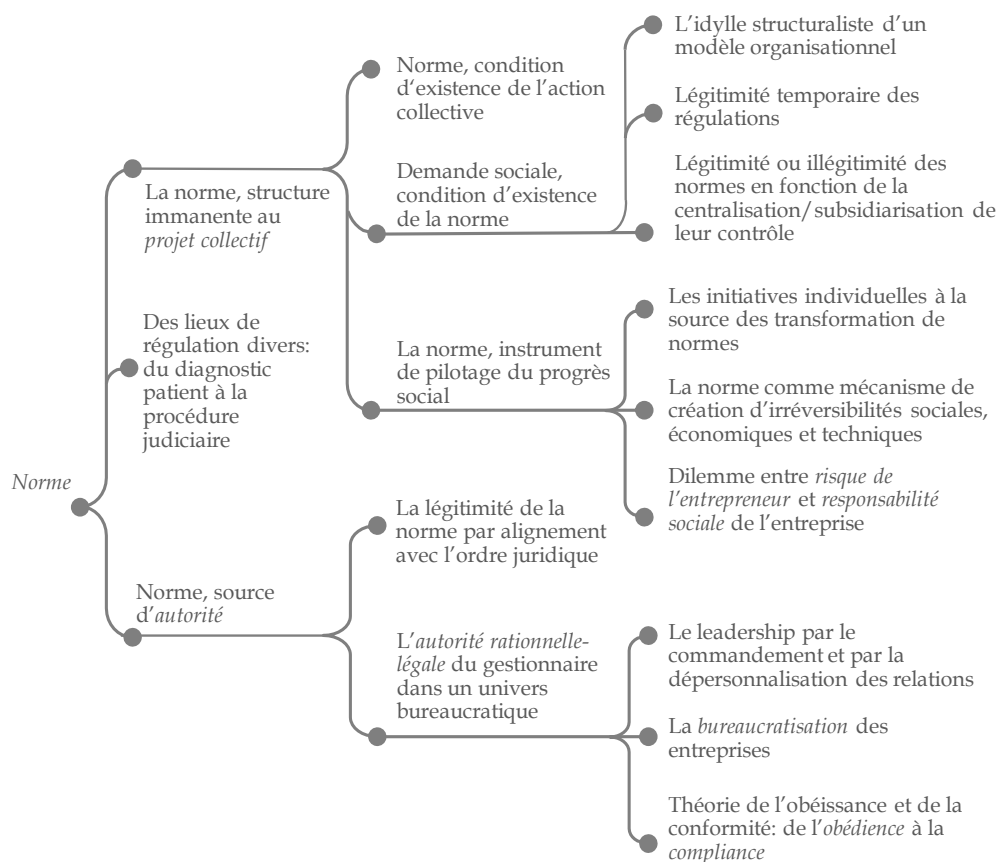 Norme
La norme, structure
immanente au
projet collectif
Des lieux de
régulation divers:
du diagnostic
patient à la
procédure
judiciaire
Norme, source
d'autorité
Norme, condition
d‘existence de l’action
collective
Demande sociale,
condition d’existence
de la norme
La norme, instrument
de pilotage du progrès
social
La légitimité de la
norme par alignement
avec l’ordre juridique
L’autorité rationnelle-
légale du gestionnaire
dans un univers
bureaucratique
L’idylle structuraliste d’un
modèle organisationnel
Légitimité temporaire des
régulations
Légitimité ou illégitimité des
normes en fonction de la
centralisation/subsidiarisation de
leur contrôle
Les initiatives individuelles à la
source des transformation de
normes
La norme comme mécanisme de
création d’irréversibilités sociales,
économiques et techniques
Dilemme entre risque de
l’entrepreneur et responsabilité
sociale de l’entreprise
Le leadership par le
commandement et par la
dépersonnalisation des relations
La bureaucratisation des
entreprises
Théorie de l’obéissance et de la
conformité: de l’obédience à la
compliance